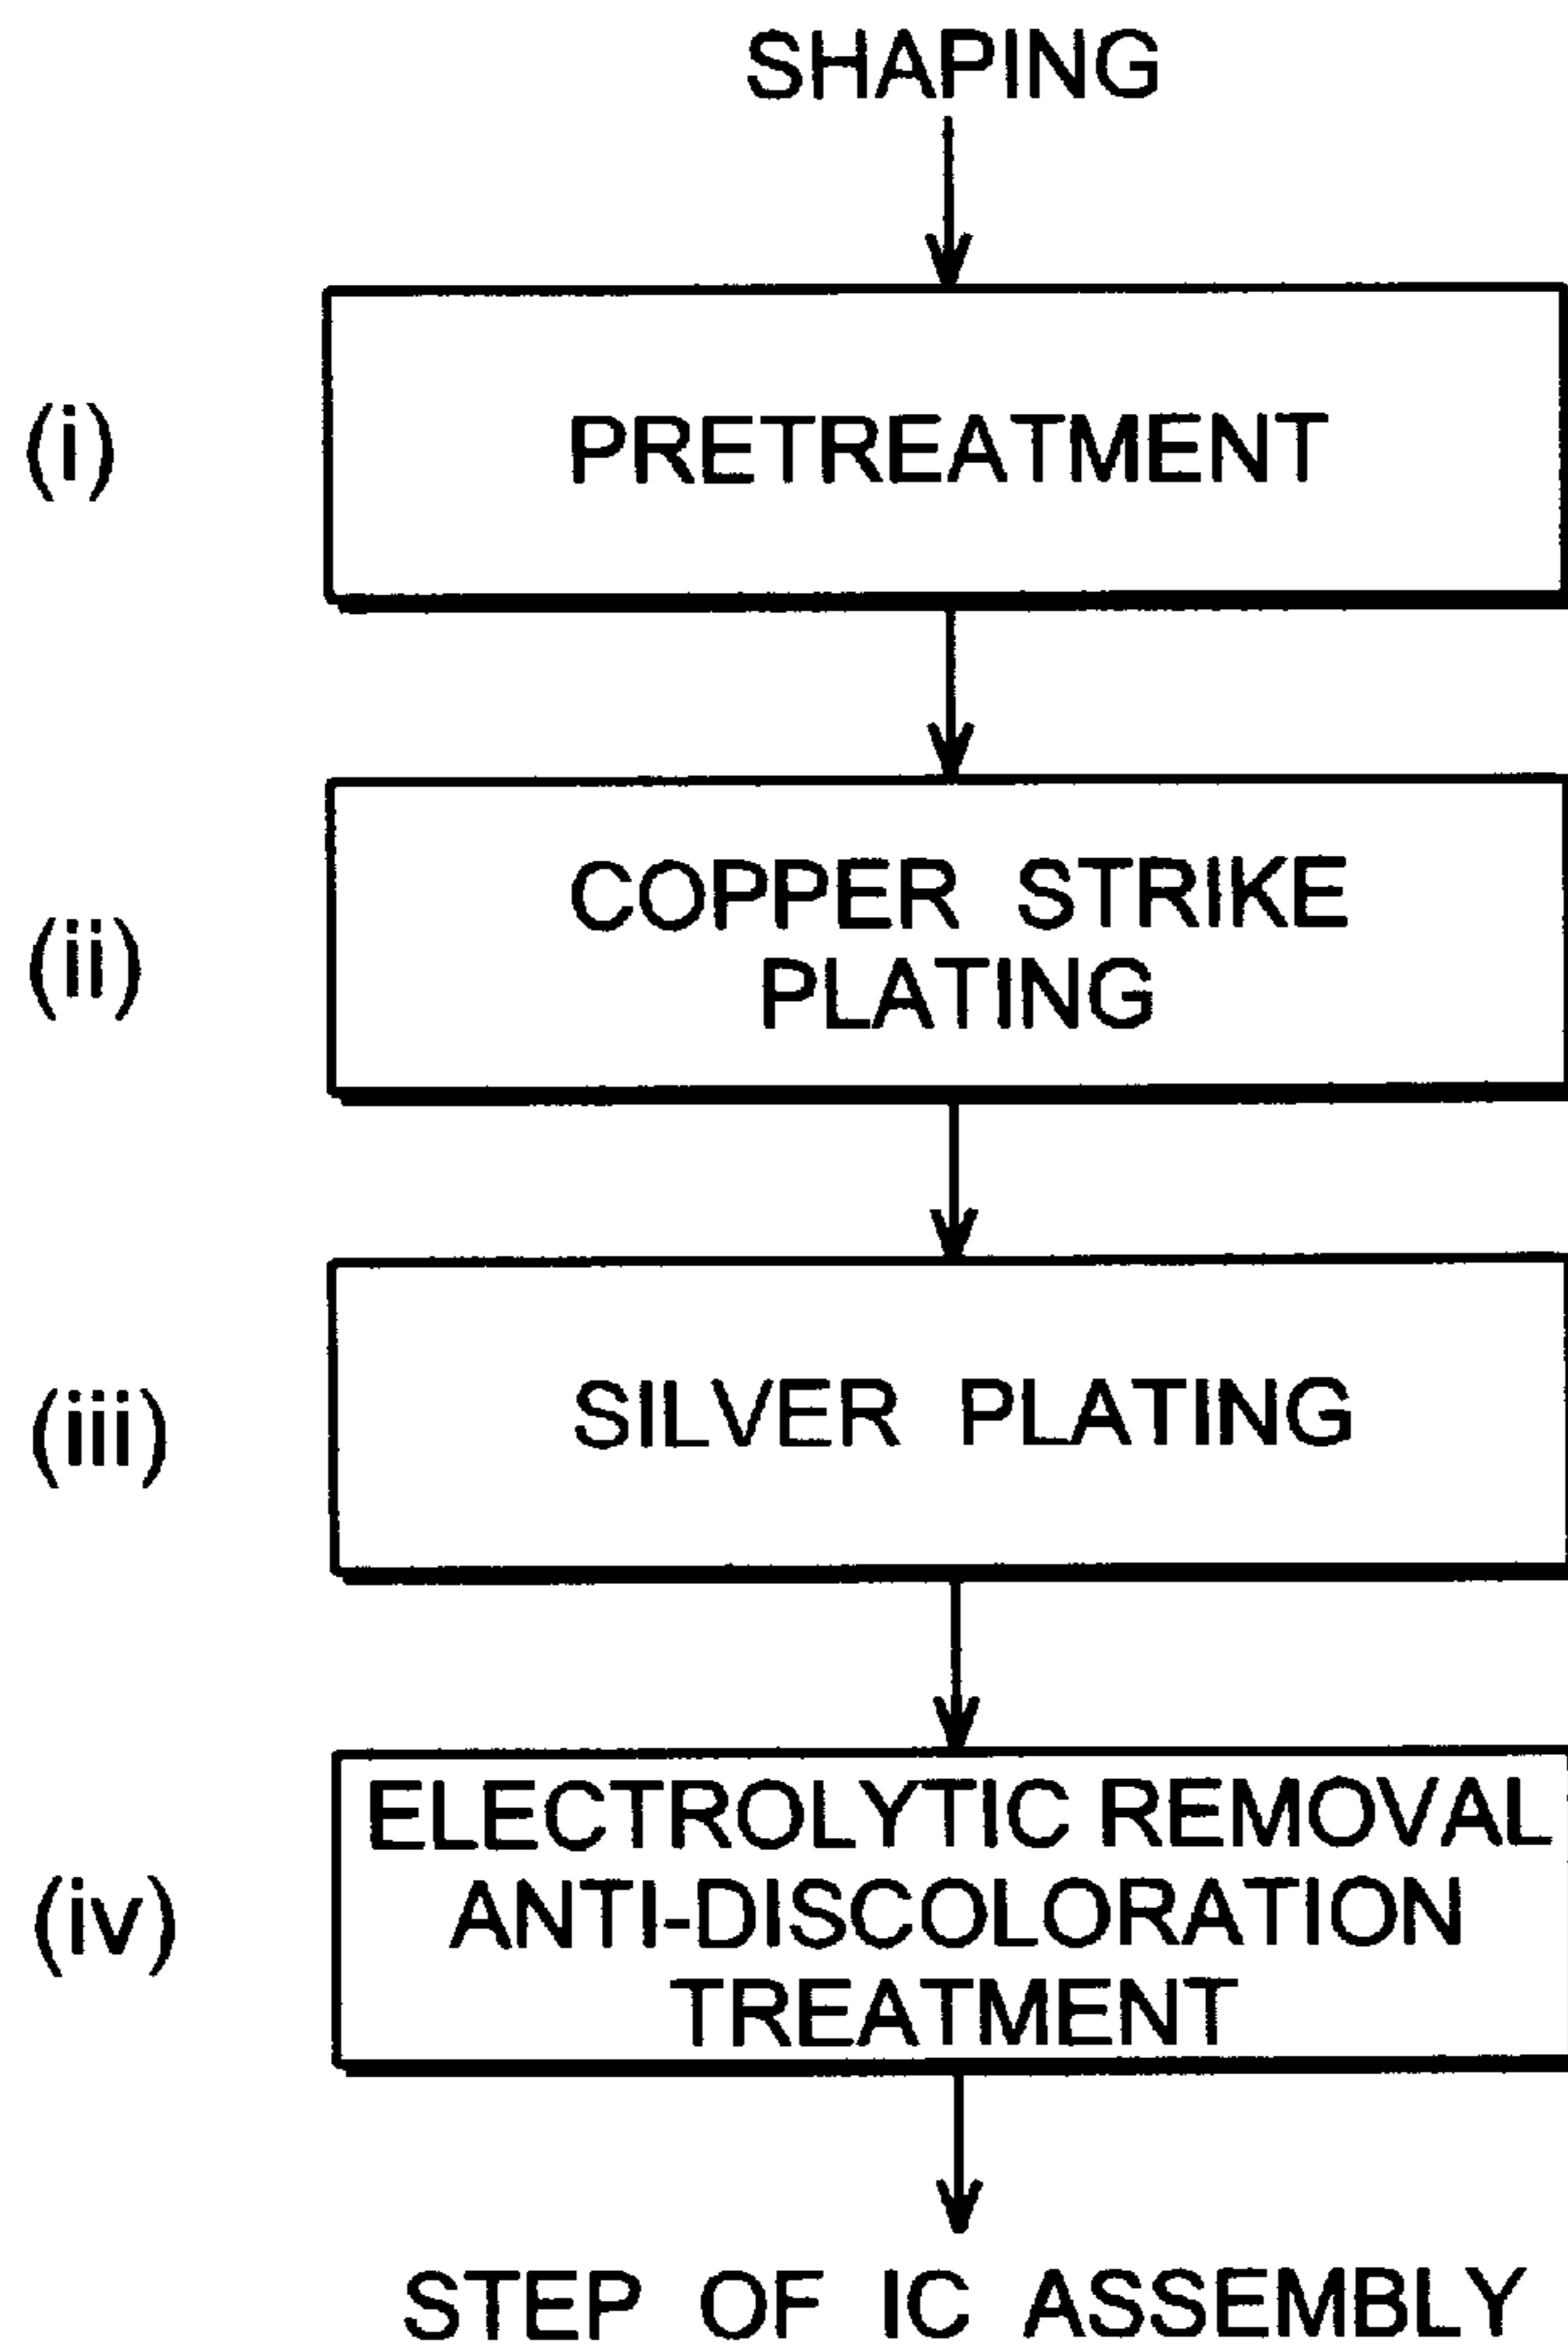 SHAPING
(i)
PRETREATMENT
(ii)
COPPER STRIKE
PLATING
(iii)
SILVER PLATING
(iv)
ELECTROLYTIC REMOVAL
ANTI-DISCOLORATION
TREATMENT
STEP OF IC ASSEMBLY